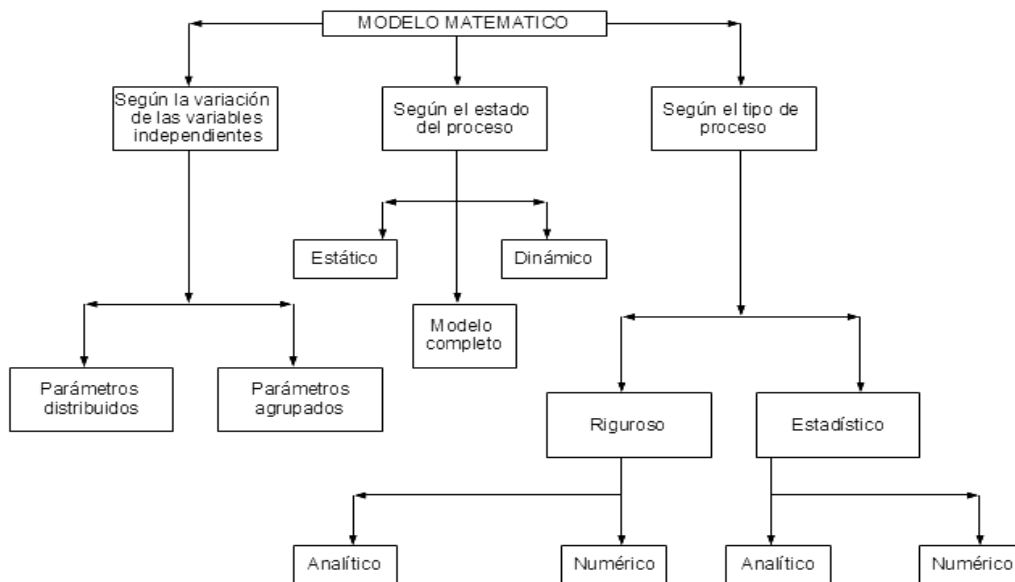 MODELO MATEMATICO
Según la variación
de las variables
independientes
Según el estado
del proceso
Según el tipo de
proceso
Estático
Dinámico
Modelo
completo
Parámetros
distribuidos
Parámetros
agrupados
Riguroso
Estadístico
Analítico
Numérico
Analítico
Numérico